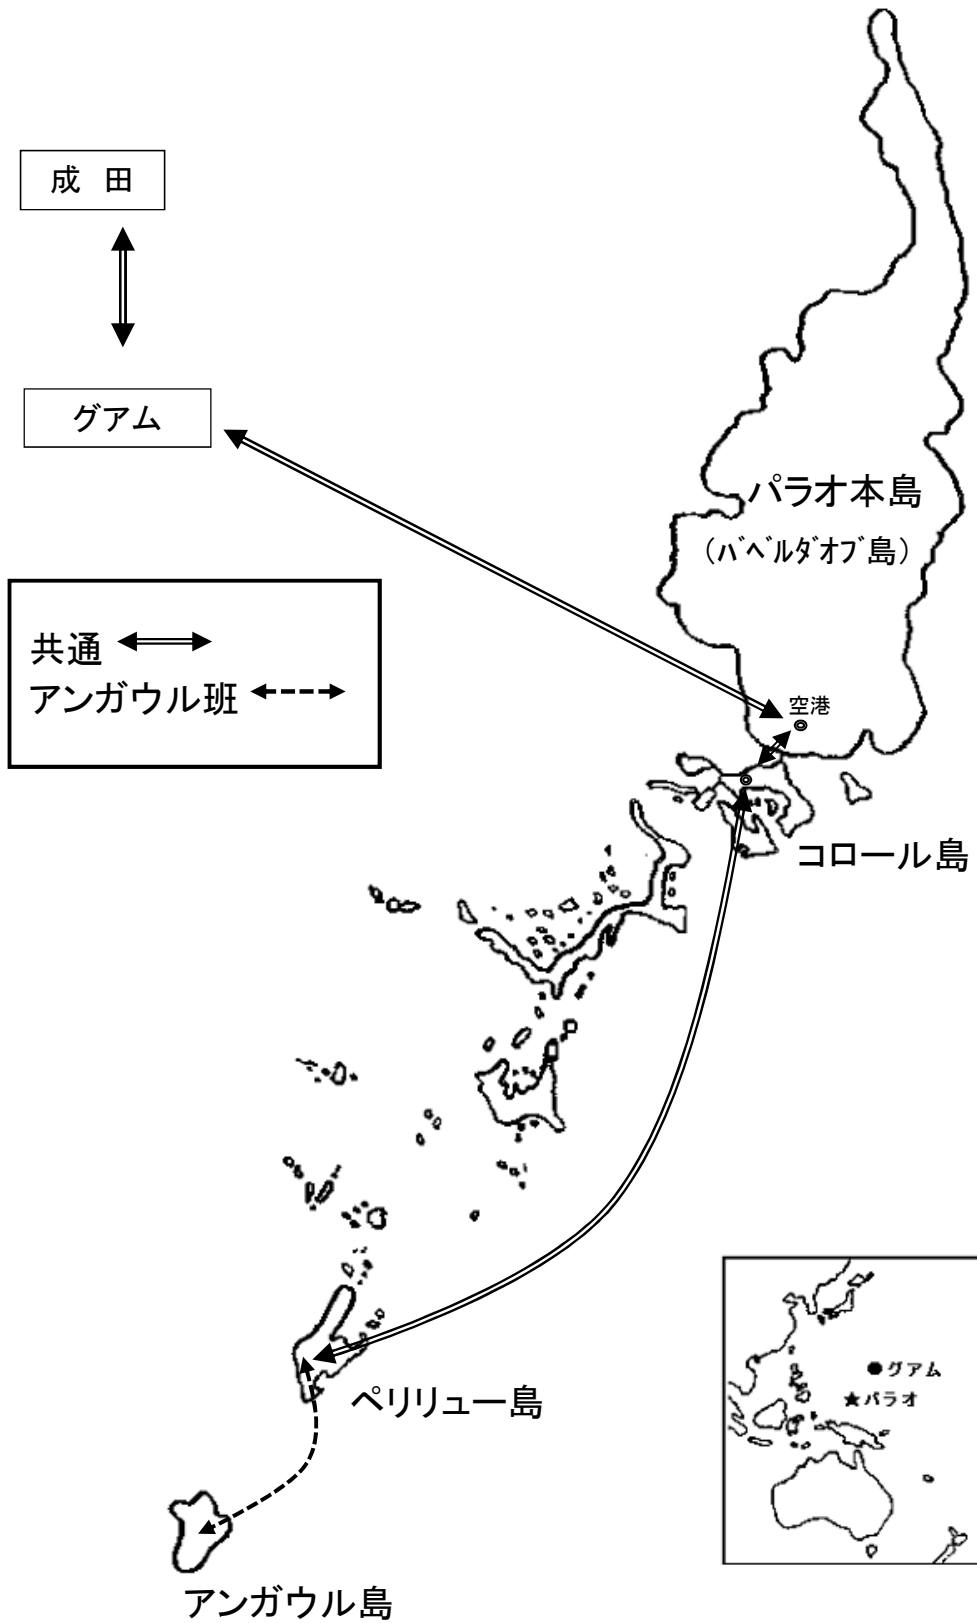 成 田
グアム
パラオ本島
(ﾊﾞﾍﾞﾙﾀﾞｵﾌﾞ島)
共通
アンガウル班
空港
コロール島
ペリリュー島
アンガウル島
●グアム
★パラオ